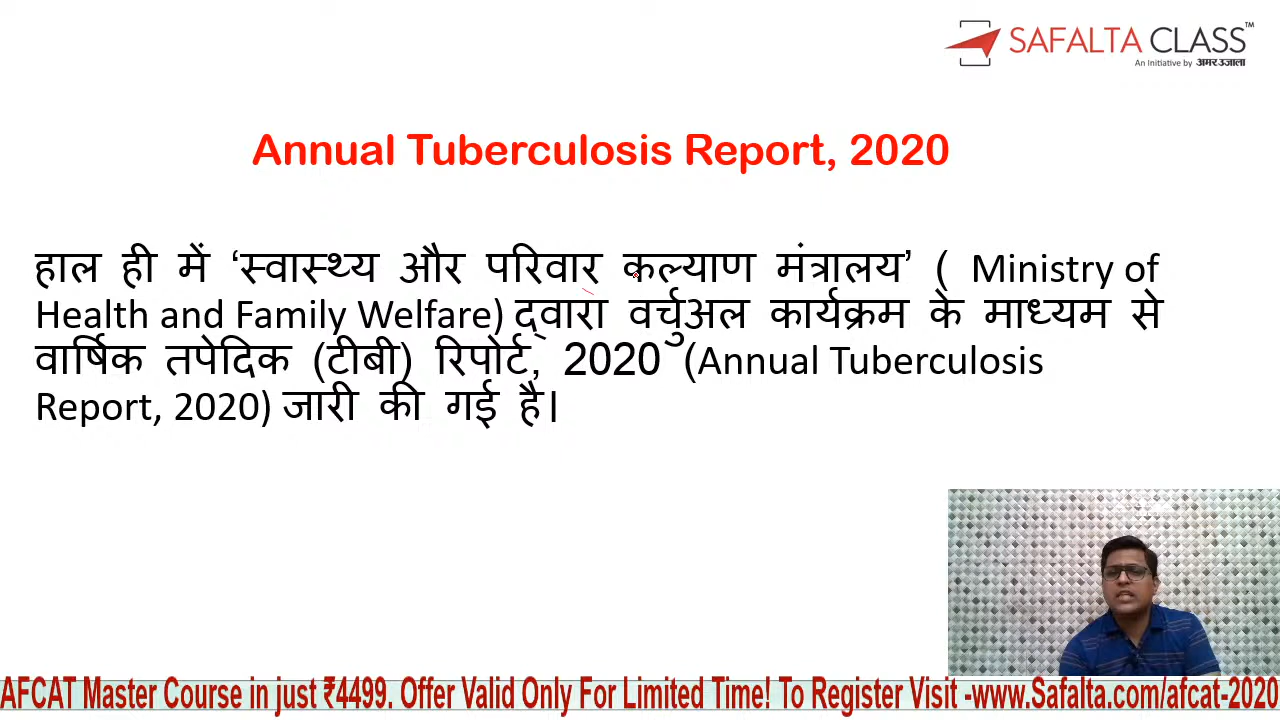 SAFALTA CLASS™
An Initiative by अमर उजाला
Annual Tuberculosis Report, 2020
हाल ही में ‘स्वास्थ्य और परिवार कल्याण मंत्रालय’ ( Ministry of
Health and Family Welfare) द्वारा वर्चुअल कार्यक्रम के माध्यम से
वार्षिक तपेदिक (टीबी) रिपोर्ट, 2020 (Annual Tuberculosis
Report, 2020) जारी की गई है।
AFCAT Master Course in just ₹4499. Offer Valid Only For Limited Time! To Register Visit -www.Safalta.com/afcat-2020